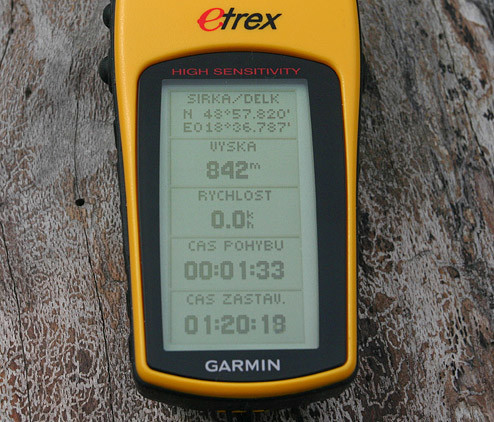 etrex
HIGH SENSITIVITY
SIRKA/DELK
N 48°57.820'
E018°36.787'
VYSKA
842m
RYCHLOST
0.0kh
CAS POHYBU
00:01:33
CAS ZASTAV.
01:20:18
GARMIN